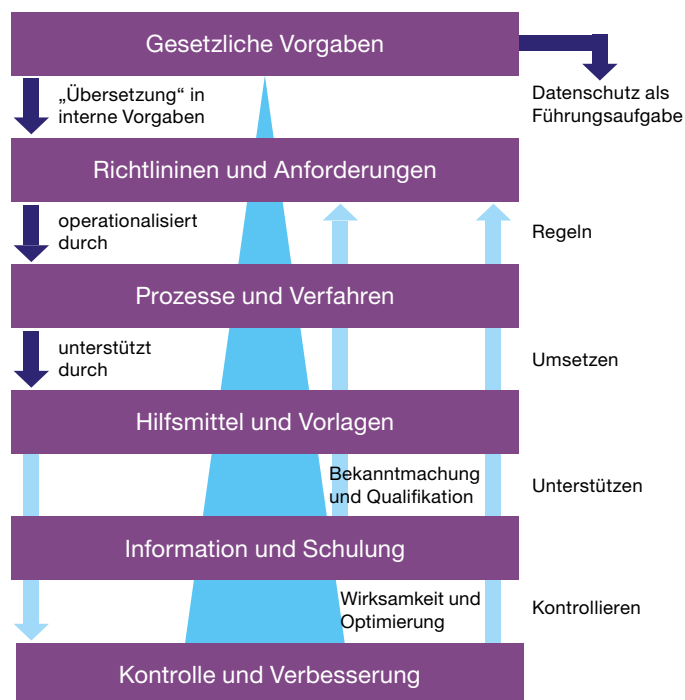 Gesetzliche Vorgaben
„Übersetzung“ in
interne Vorgaben
Datenschutz als
Führungsaufgabe
Richtlininen und Anforderungen
operationalisiert
durch
Regeln
Prozesse und Verfahren
unterstützt
durch
Umsetzen
Hilfsmittel und Vorlagen
Bekanntmachung
und Qualifikation
Unterstützen
Information und Schulung
Wirksamkeit und
Optimierung
Kontrollieren
Kontrolle und Verbesserung